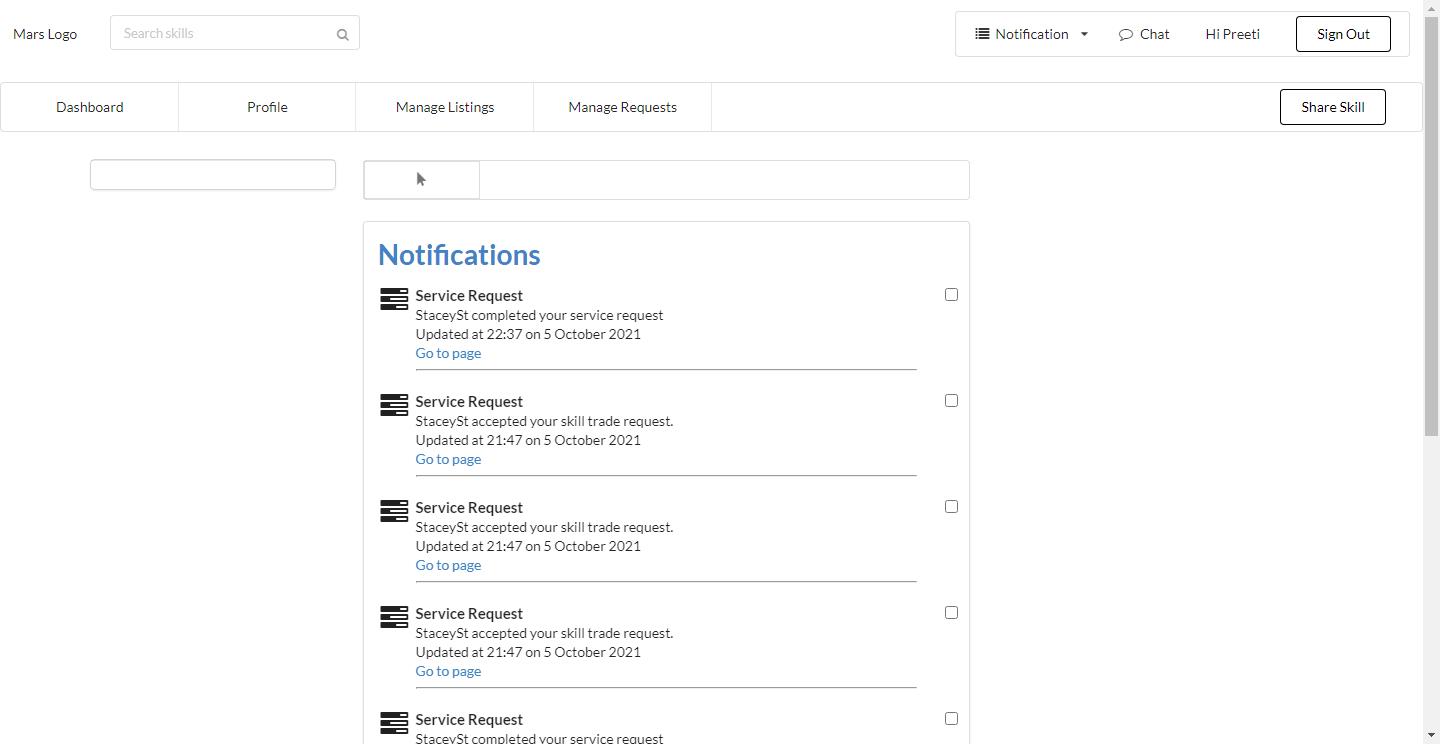 Mars Logo
Search skills
Notification
Chat
Hi Preeti
Sign Out
Dashboard
Profile
Manage Listings
Manage Requests
Share Skill
Notifications
Service Request
StaceySt completed your service request
Updated at 22:37 on 5 October 2021
Go to page
Service Request
StaceySt accepted your skill trade request.
Updated at 21:47 on 5 October 2021
Go to page
Service Request
StaceySt accepted your skill trade request.
Updated at 21:47 on 5 October 2021
Go to page
Service Request
StaceySt accepted your skill trade request.
Updated at 21:47 on 5 October 2021
Go to page
Service Request
StaceySt completed your service request